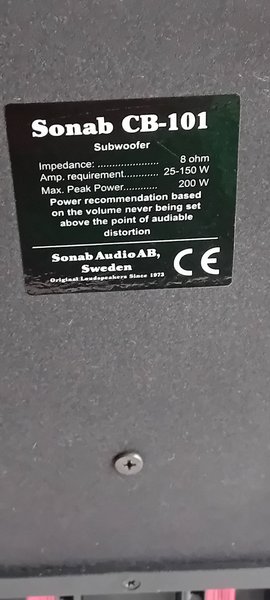 Sonab CB-101
Subwoofer
Impedance: ..................... 8 ohm
Amp. requirement............ 25-150 W
Max. Peak Power............ 200 W
Power recommendation based
on the volume never being set
above the point of audiable
distortion
Sonab Audio AB,
Sweden
Original Loudspeakers Since 1973
CE